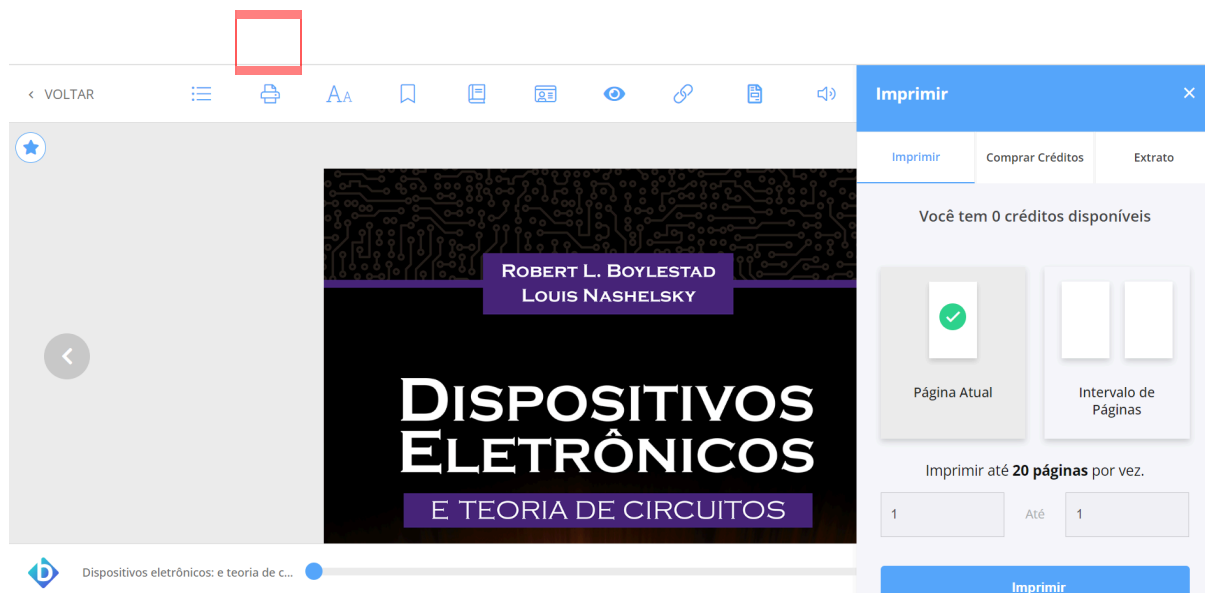 VOLTAR
AA
Imprimir
Imprimir
Comprar Créditos
Extrato
Você tem 0 créditos disponíveis
ROBERT L. BOYLESTAD
LOUIS NASHELSKY
DISPOSITIVOS
ELETRÔNICOS
E TEORIA DE CIRCUITOS
Página Atual
Intervalo de
Páginas
Imprimir até 20 páginas por vez.
1
Até
1
Dispositivos eletrônicos: e teoria de c...
Imprimir